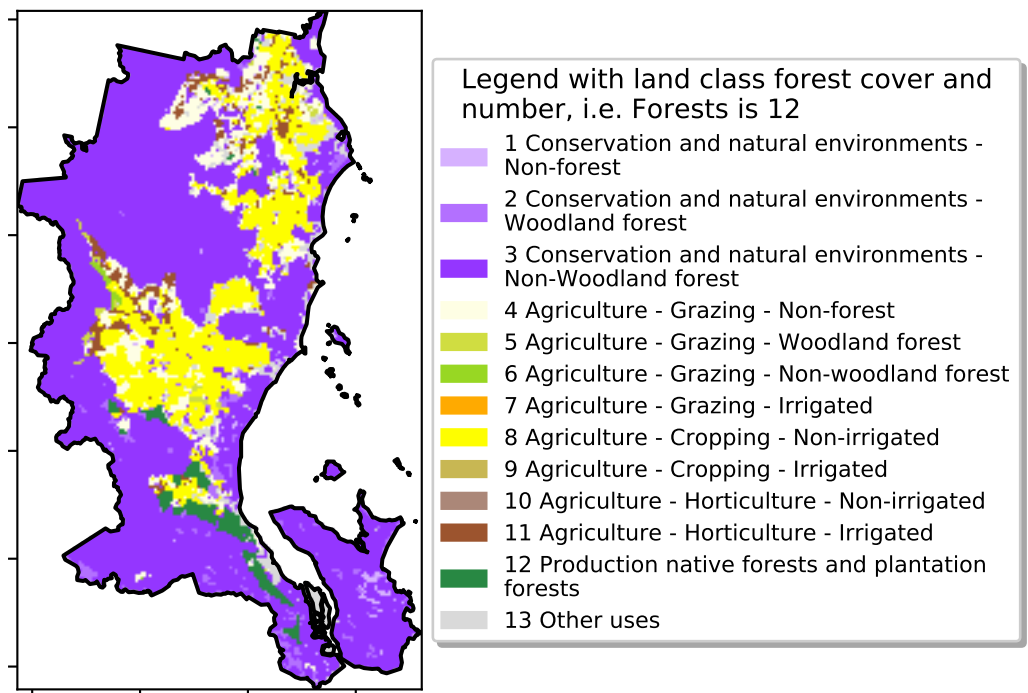 Legend with land class forest cover and
number, i.e. Forests is 12
1 Conservation and natural environments -
Non-forest
2 Conservation and natural environments -
Woodland forest
3 Conservation and natural environments -
Non-Woodland forest
4 Agriculture - Grazing - Non-forest
5 Agriculture - Grazing - Woodland forest
6 Agriculture - Grazing - Non-woodland forest
7 Agriculture - Grazing - Irrigated
8 Agriculture - Cropping - Non-irrigated
9 Agriculture - Cropping - Irrigated
10 Agriculture - Horticulture - Non-irrigated
11 Agriculture - Horticulture - Irrigated
12 Production native forests and plantation
forests
13 Other uses